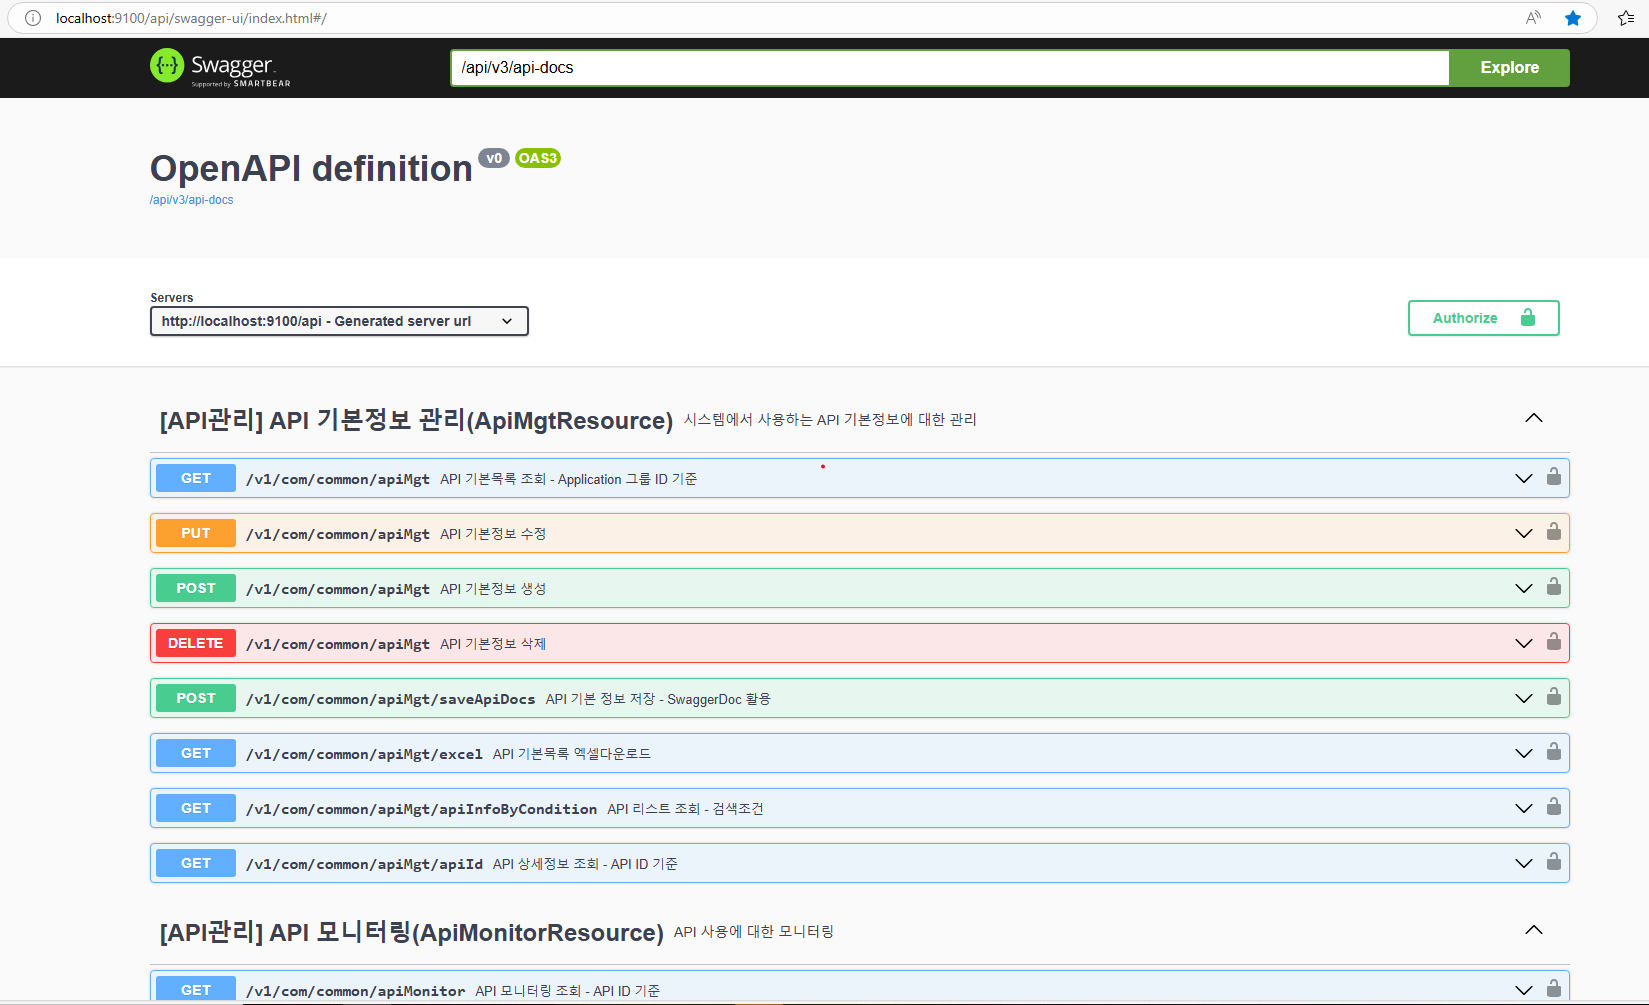 localhost:9100/api/swagger-ui/index.html#/
Swagger
Supported by SMARTBEAR
/api/v3/api-docs
Explore
OpenAPI definition v0 OAS3
/api/v3/api-docs
Servers
http://localhost:9100/api - Generated server url
Authorize
[API관리] API 기본정보 관리(ApiMgtResource) 시스템에서 사용하는 API 기본정보에 대한 관리
GET /v1/com/common/apiMgt API 기본목록 조회 - Application 그룹 ID 기준
PUT /v1/com/common/apiMgt API 기본정보 수정
POST /v1/com/common/apiMgt API 기본정보 생성
DELETE /v1/com/common/apiMgt API 기본정보 삭제
POST /v1/com/common/apiMgt/saveApiDocs API 기본 정보 저장 - SwaggerDoc 활용
GET /v1/com/common/apiMgt/excel API 기본목록 엑셀다운로드
GET /v1/com/common/apiMgt/apiInfoByCondition API 리스트 조회 - 검색조건
GET /v1/com/common/apiMgt/apiId API 상세정보 조회 - API ID 기준
[API관리] API 모니터링(ApiMonitorResource) API 사용에 대한 모니터링
GET /v1/com/common/apiMonitor API 모니터링 조회 - API ID 기준